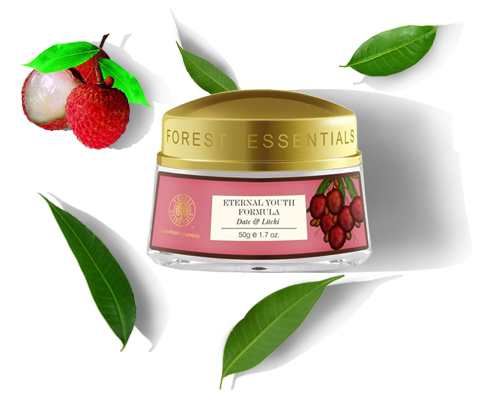 FOREST ESSENTIALS
ETERNAL YOUTH
FORMULA
Date & Litchi
50g e 1.7 oz.